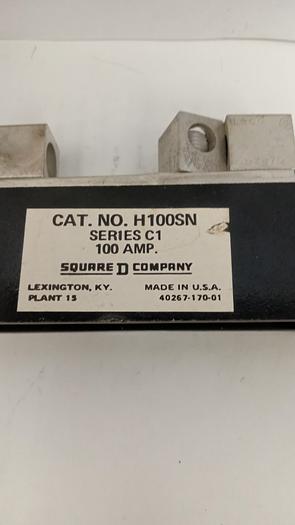 CAT. NO. H100SN
SERIES C1
100 AMP.
SQUARE D COMPANY
LEXINGTON, KY. MADE IN U.S.A.
PLANT 15 40267-170-01